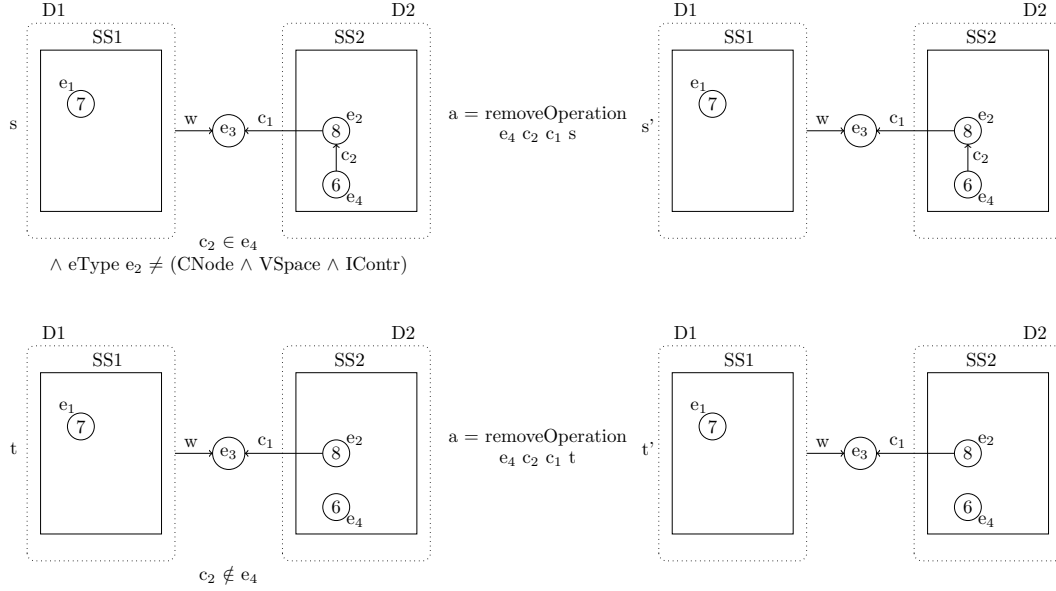 D1 D2 D1 D2
SS1 SS2 SS1 SS2
e1 7 e1 7
s w e3 c1 8 e2 a = removeOperation s' w e3 c1 8 e2
e4 c2 c1 s
c2 c2
6 e4 6 e4
c2 ∈ e4
∧ eType e2 ≠ (CNode ∧ VSpace ∧ IContr)
D1 D2 D1 D2
SS1 SS2 SS1 SS2
e1 7 e1 7
t w e3 c1 8 e2 a = removeOperation t' w e3 c1 8 e2
e4 c2 c1 t
6 e4 6 e4
c2 ∉ e4